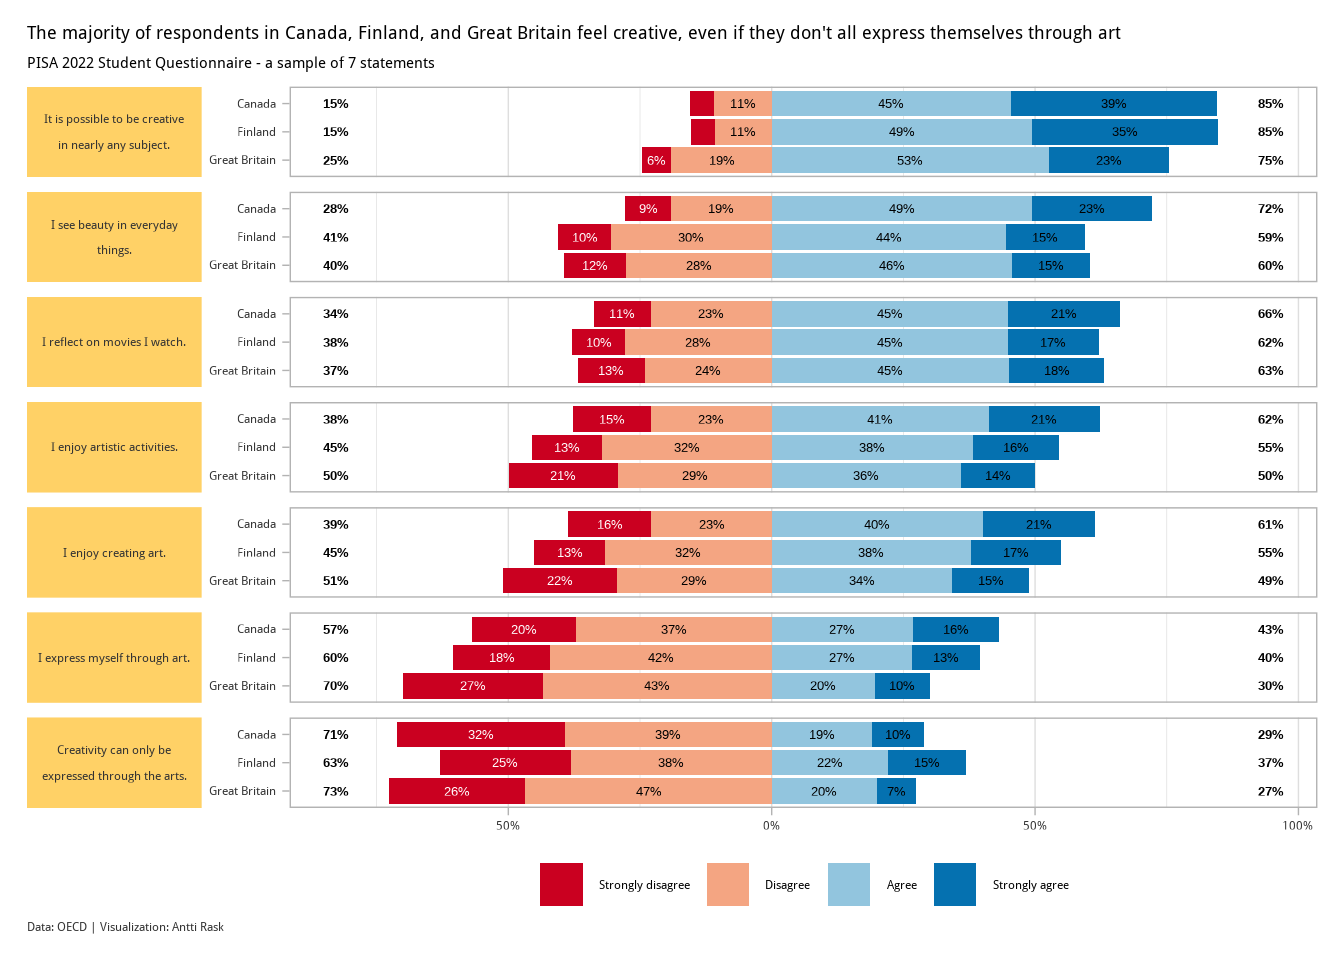 The majority of respondents in Canada, Finland, and Great Britain feel creative, even if they don't all express themselves through art
PISA 2022 Student Questionnaire - a sample of 7 statements
It is possible to be creative
in nearly any subject.
Canada 15% 11% 45% 39% 85%
Finland 15% 11% 49% 35% 85%
Great Britain 25% 6% 19% 53% 23% 75%
I see beauty in everyday
things.
Canada 28% 9% 19% 49% 23% 72%
Finland 41% 10% 30% 44% 15% 59%
Great Britain 40% 12% 28% 46% 15% 60%
I reflect on movies I watch.
Canada 34% 11% 23% 45% 21% 66%
Finland 38% 10% 28% 45% 17% 62%
Great Britain 37% 13% 24% 45% 18% 63%
I enjoy artistic activities.
Canada 38% 15% 23% 41% 21% 62%
Finland 45% 13% 32% 38% 16% 55%
Great Britain 50% 21% 29% 36% 14% 50%
I enjoy creating art.
Canada 39% 16% 23% 40% 21% 61%
Finland 45% 13% 32% 38% 17% 55%
Great Britain 51% 22% 29% 34% 15% 49%
I express myself through art.
Canada 57% 20% 37% 27% 16% 43%
Finland 60% 18% 42% 27% 13% 40%
Great Britain 70% 27% 43% 20% 10% 30%
Creativity can only be
expressed through the arts.
Canada 71% 32% 39% 19% 10% 29%
Finland 63% 25% 38% 22% 15% 37%
Great Britain 73% 26% 47% 20% 7% 27%
50% 0% 50% 100%
Strongly disagree Disagree Agree Strongly agree
Data: OECD | Visualization: Antti Rask